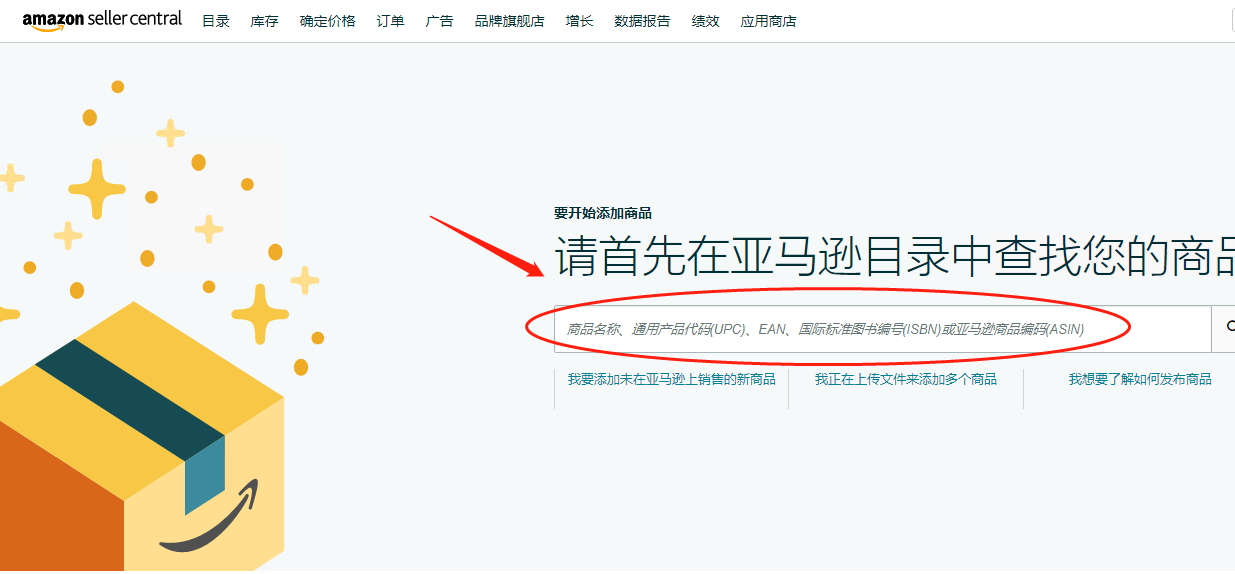 amazon seller central 目录 库存 确定价格 订单 广告 品牌旗舰店 增长 数据报告 绩效 应用商店
要开始添加商品
请首先在亚马逊目录中查找您的商品
商品名称、通用产品代码(UPC)、EAN、国际标准图书编号(ISBN)或亚马逊商品编码(ASIN)
我要添加未在亚马逊上销售的新商品 我正在上传文件来添加多个商品 我想要了解如何发布商品